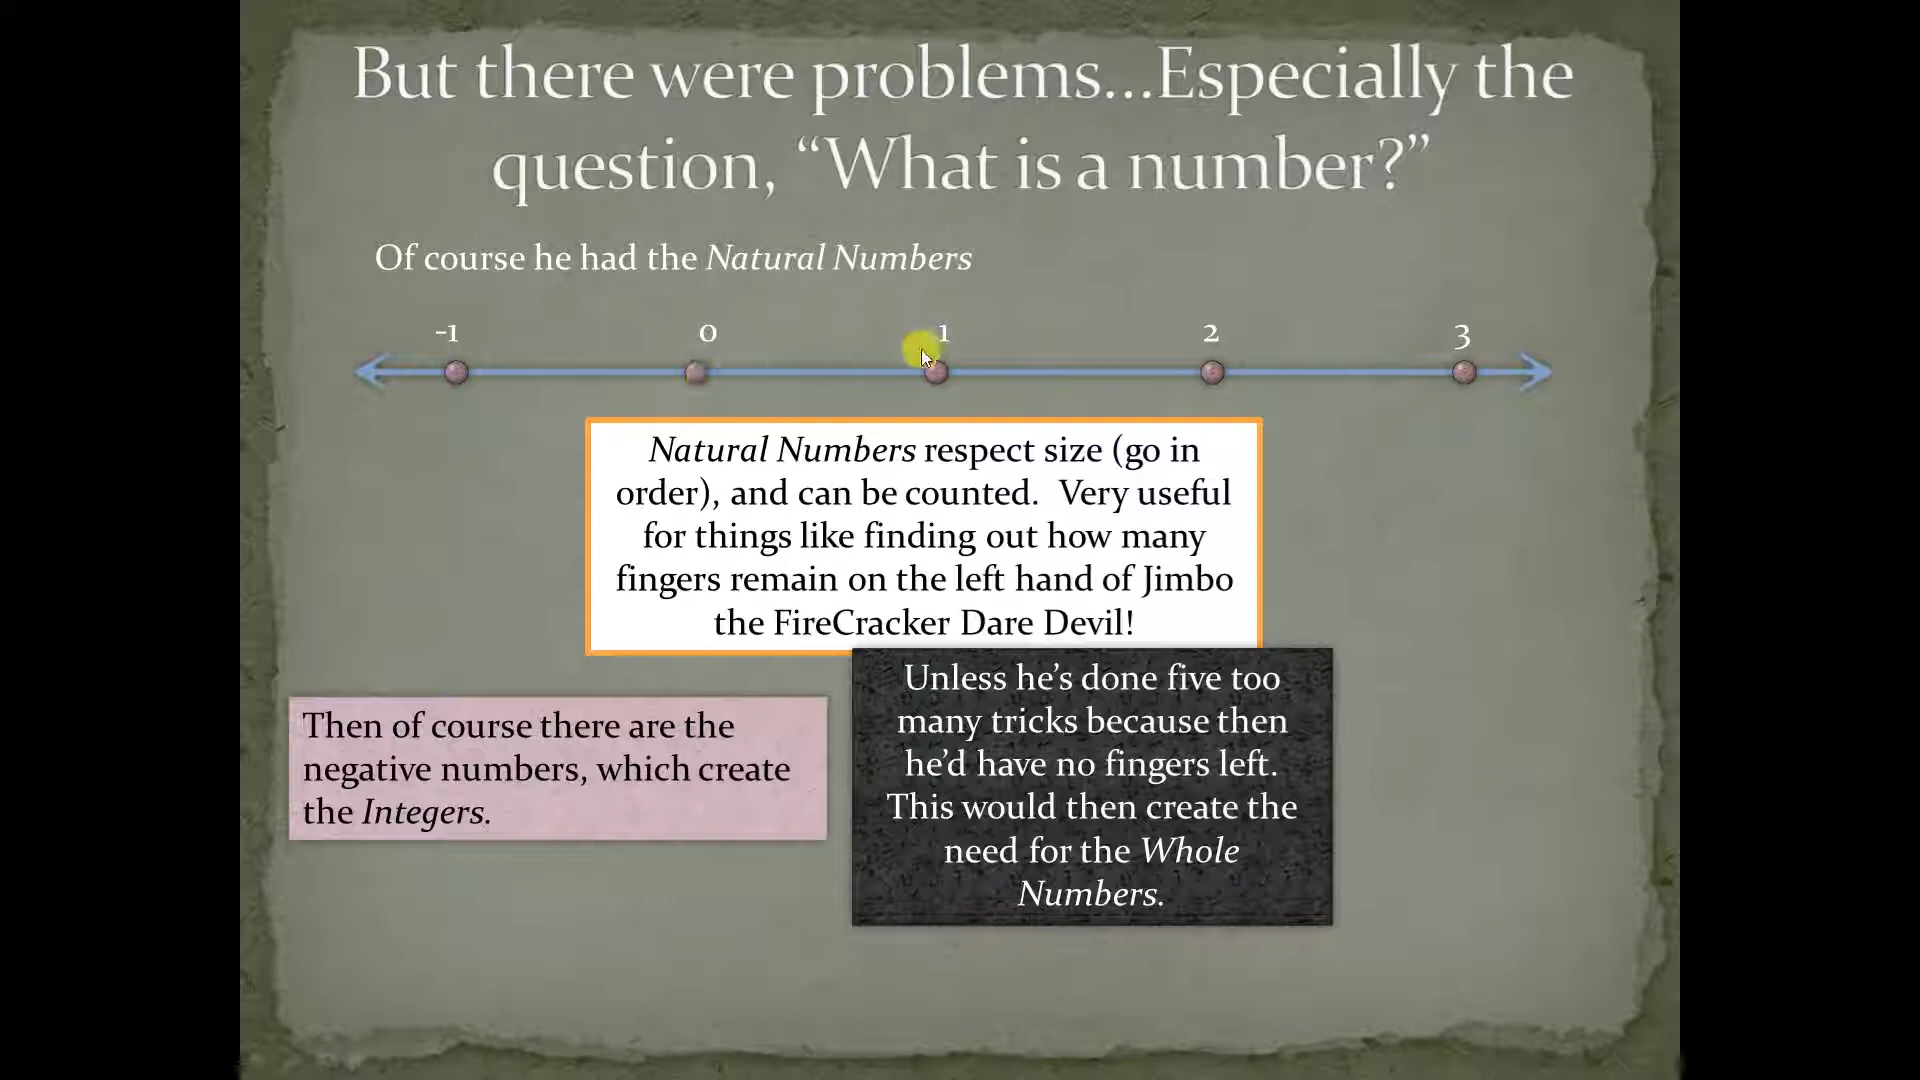 But there were problems...Especially the
question, “What is a number?”
Of course he had the Natural Numbers
-1 0 1 2 3
Natural Numbers respect size (go in
order), and can be counted. Very useful
for things like finding out how many
fingers remain on the left hand of Jimbo
the FireCracker Dare Devil!
Then of course there are the
negative numbers, which create
the Integers.
Unless he’s done five too
many tricks because then
he’d have no fingers left.
This would then create the
need for the Whole
Numbers.